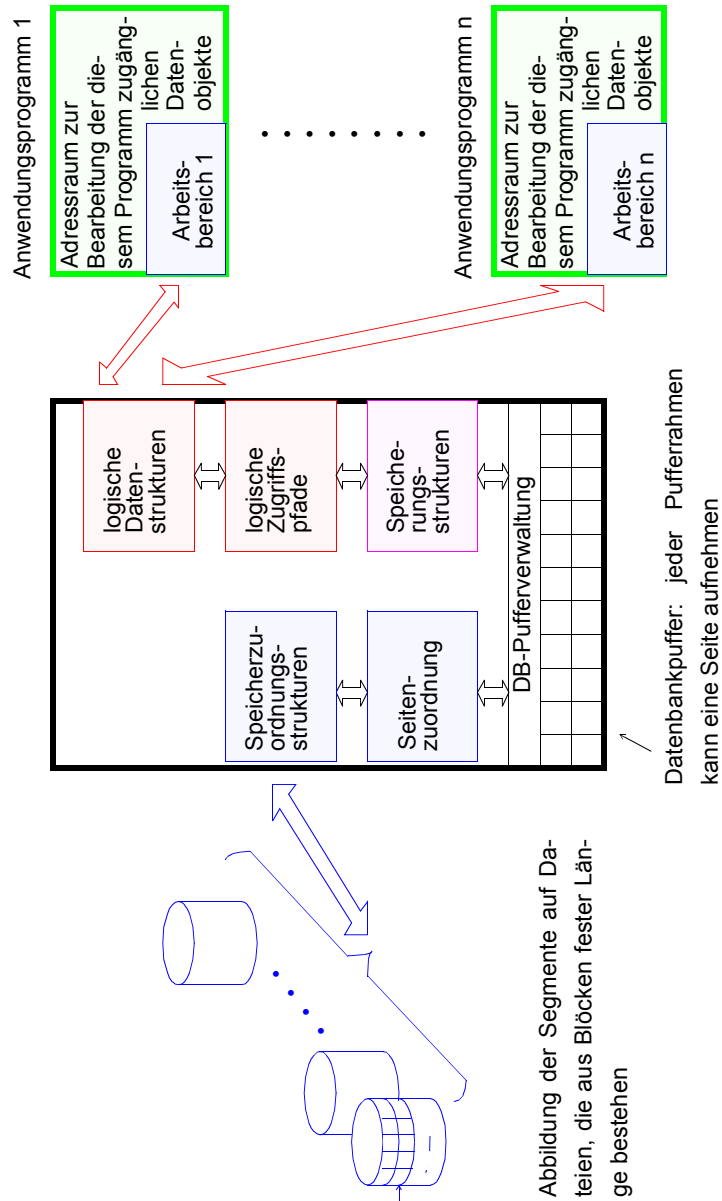 Anwendungsprogramm 1
Adressraum zur
Bearbeitung der die-
sem Programm zugäng-
lichen
Daten-
objekte
Arbeits-
bereich 1
Anwendungsprogramm n
Adressraum zur
Bearbeitung der die-
sem Programm zugäng-
lichen
Daten-
objekte
Arbeits-
bereich n
logische
Daten-
strukturen
logische
Zugriffs-
pfade
Speiche-
rungs-
strukturen
Speicherzu-
ordnungs-
strukturen
Seiten-
zuordnung
DB-Pufferverwaltung
Datenbankpuffer: jeder Pufferrahmen
kann eine Seite aufnehmen
Abbildung der Segmente auf Da-
teien, die aus Blöcken fester Län-
ge bestehen